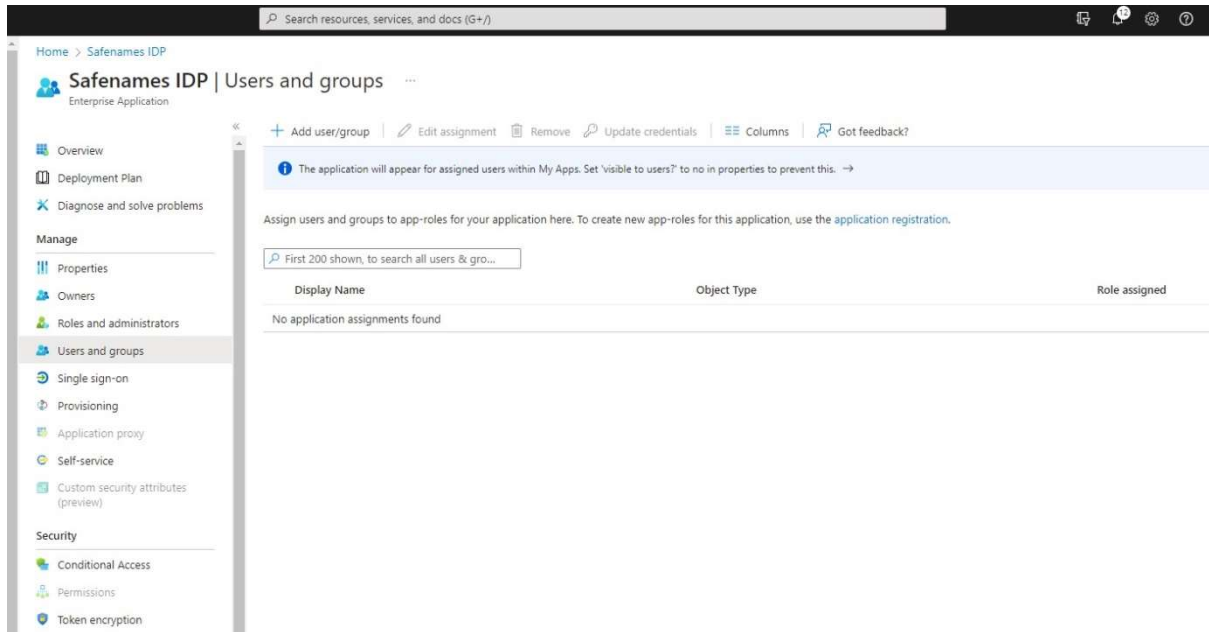 Search resources, services, and docs (G+/)
12
Home > Safenames IDP
Safenames IDP | Users and groups ...
Enterprise Application
Overview
Deployment Plan
Diagnose and solve problems
Manage
Properties
Owners
Roles and administrators
Users and groups
Single sign-on
Provisioning
Application proxy
Self-service
Custom security attributes
(preview)
Security
Conditional Access
Permissions
Token encryption
+ Add user/group | Edit assignment Remove Update credentials | Columns | Got feedback?
The application will appear for assigned users within My Apps. Set 'visible to users?' to no in properties to prevent this. →
Assign users and groups to app-roles for your application here. To create new app-roles for this application, use the application registration.
First 200 shown, to search all users & gro...
Display Name Object Type Role assigned
No application assignments found